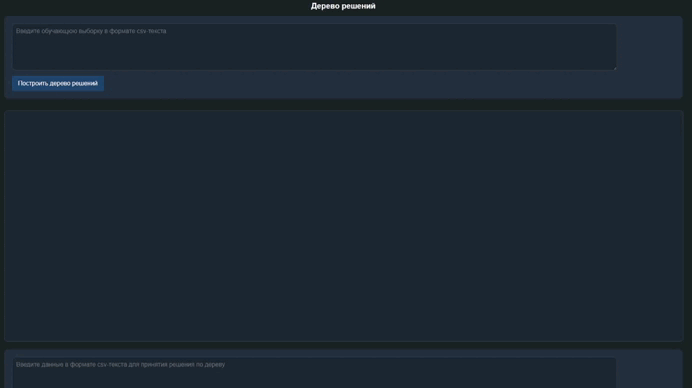 Дерево решений
Введите обучающую выборку в формате csv-текста
Построить дерево решений
Введите данные в формате csv-текста для принятия решения по дереву